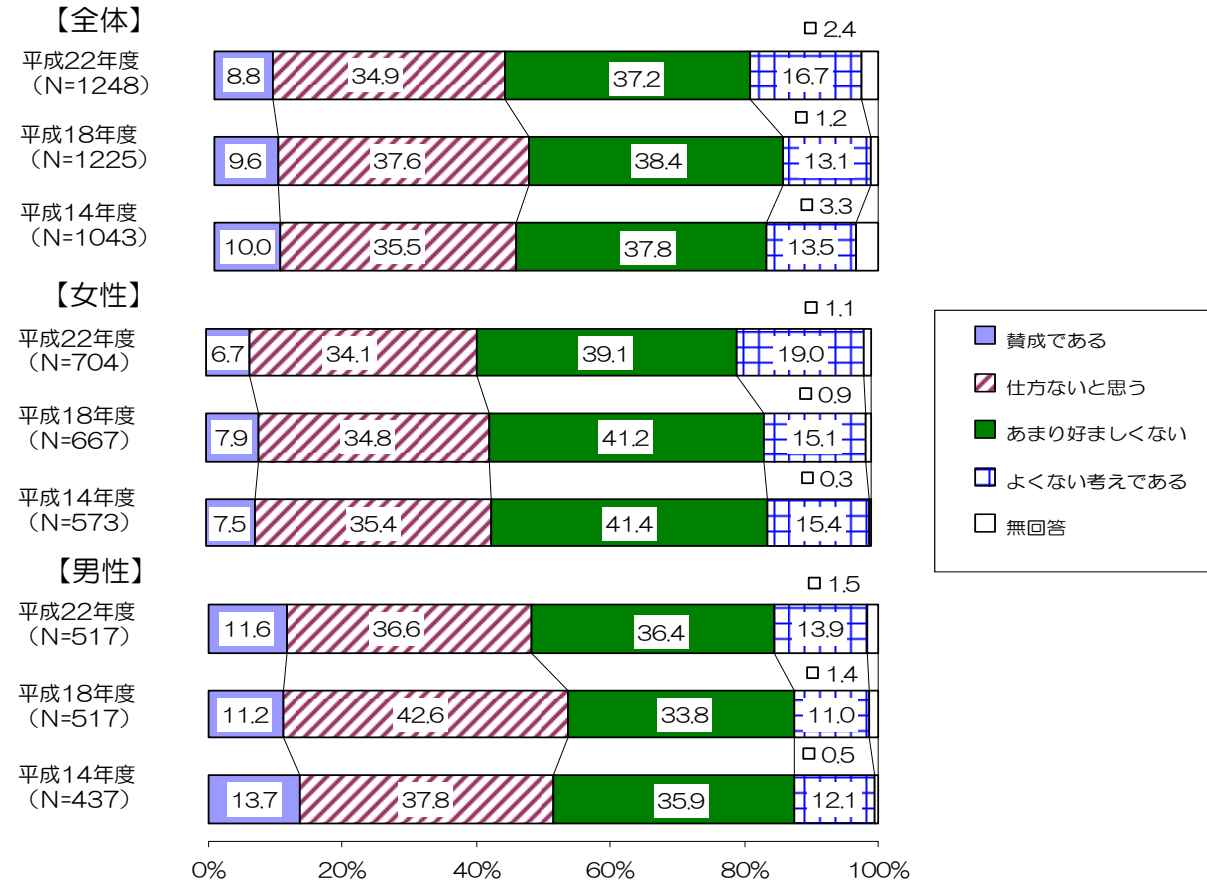 【全体】
□ 2.4
平成22年度
（N=1248）
8.8 34.9 37.2 16.7
□ 1.2
平成18年度
（N=1225）
9.6 37.6 38.4 13.1
□ 3.3
平成14年度
（N=1043）
10.0 35.5 37.8 13.5
【女性】
□ 1.1
平成22年度
（N=704）
6.7 34.1 39.1 19.0
□ 0.9
平成18年度
（N=667）
7.9 34.8 41.2 15.1
□ 0.3
平成14年度
（N=573）
7.5 35.4 41.4 15.4
【男性】
□ 1.5
平成22年度
（N=517）
11.6 36.6 36.4 13.9
□ 1.4
平成18年度
（N=517）
11.2 42.6 33.8 11.0
□ 0.5
平成14年度
（N=437）
13.7 37.8 35.9 12.1
0% 20% 40% 60% 80% 100%
賛成である
仕方ないと思う
あまり好ましくない
よくない考えである
無回答